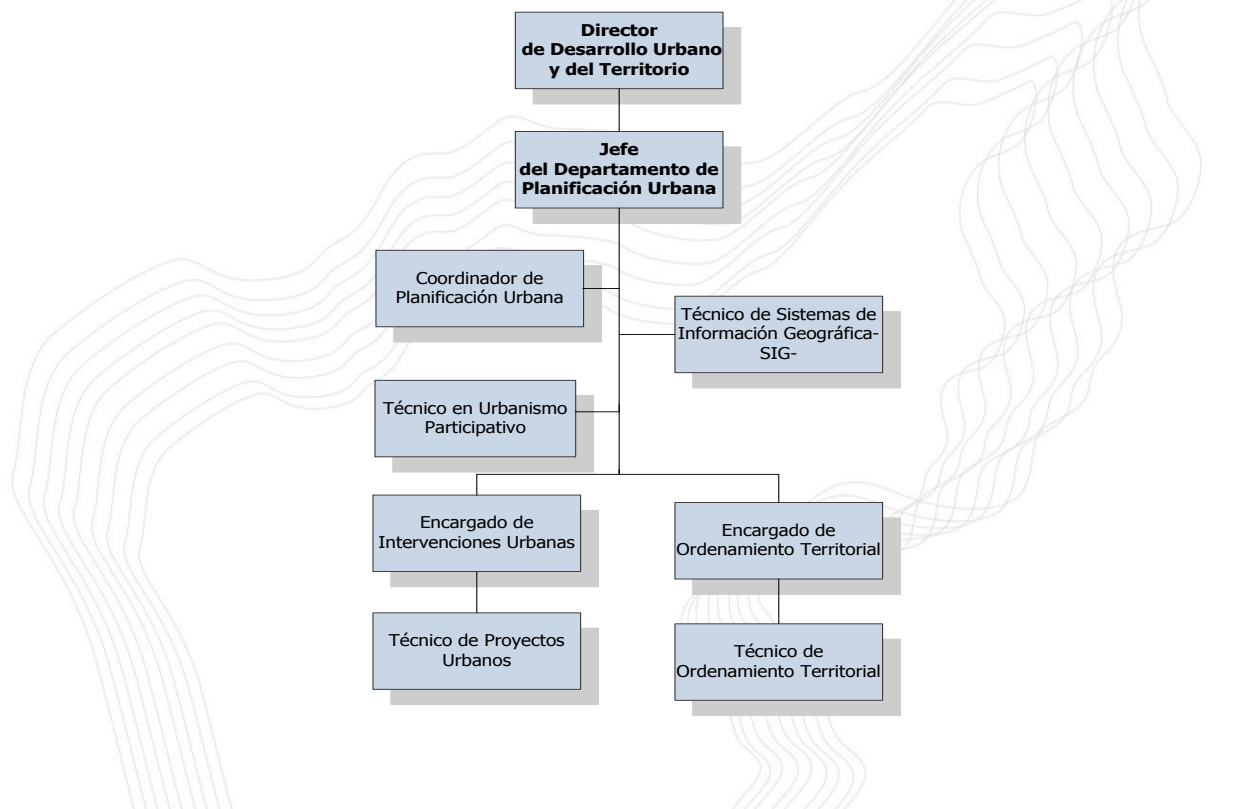 Director
de Desarrollo Urbano
y del Territorio
Jefe
del Departamento de
Planificación Urbana
Coordinador de
Planificación Urbana
Técnico de Sistemas de
Información Geográfica-
SIG-
Técnico en Urbanismo
Participativo
Encargado de
Intervenciones Urbanas
Encargado de
Ordenamiento Territorial
Técnico de Proyectos
Urbanos
Técnico de
Ordenamiento Territorial